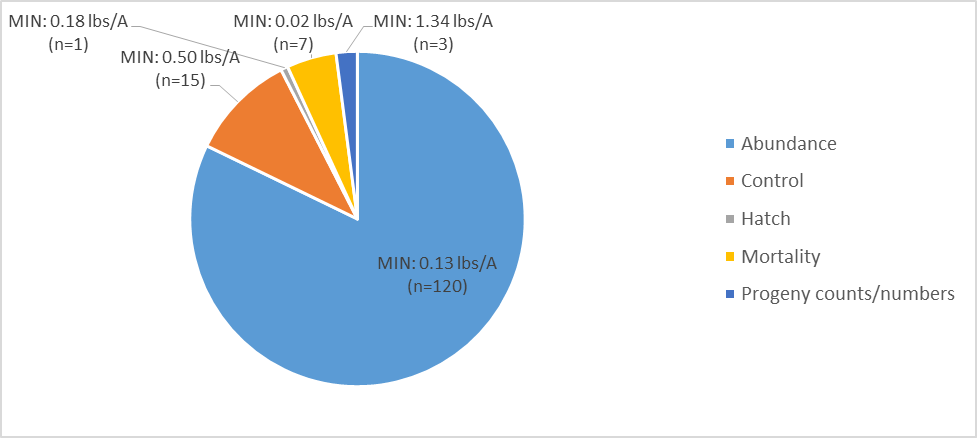 MIN: 0.18 lbs/A
(n=1)
MIN: 0.02 lbs/A
(n=7)
MIN: 1.34 lbs/A
(n=3)
MIN: 0.50 lbs/A
(n=15)
MIN: 0.13 lbs/A
(n=120)
Abundance
Control
Hatch
Mortality
Progeny counts/numbers